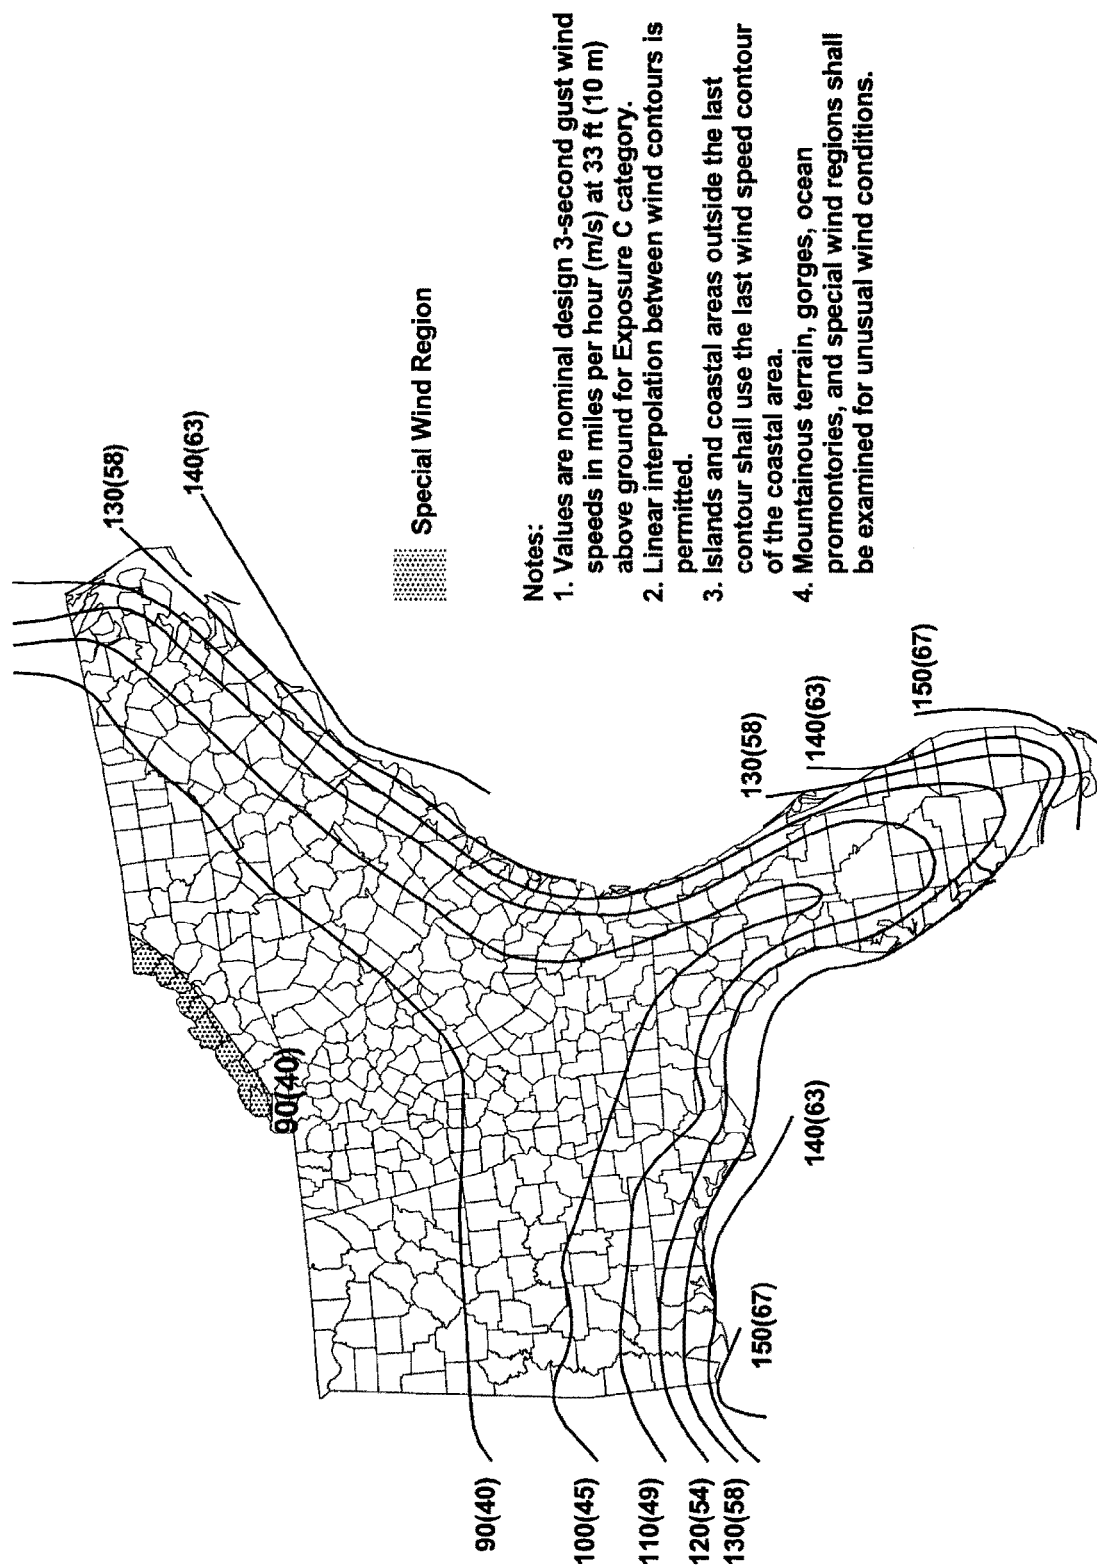 130(58)
140(63)
Special Wind Region
Notes:
1. Values are nominal design 3-second gust wind
speeds in miles per hour (m/s) at 33 ft (10 m)
above ground for Exposure C category.
2. Linear interpolation between wind contours is
permitted.
3. Islands and coastal areas outside the last
contour shall use the last wind speed contour
of the coastal area.
4. Mountainous terrain, gorges, ocean
promontories, and special wind regions shall
be examined for unusual wind conditions.
90(40)
130(58)
140(63)
150(67)
140(63)
150(67)
90(40)
100(45)
110(49)
120(54)
130(58)